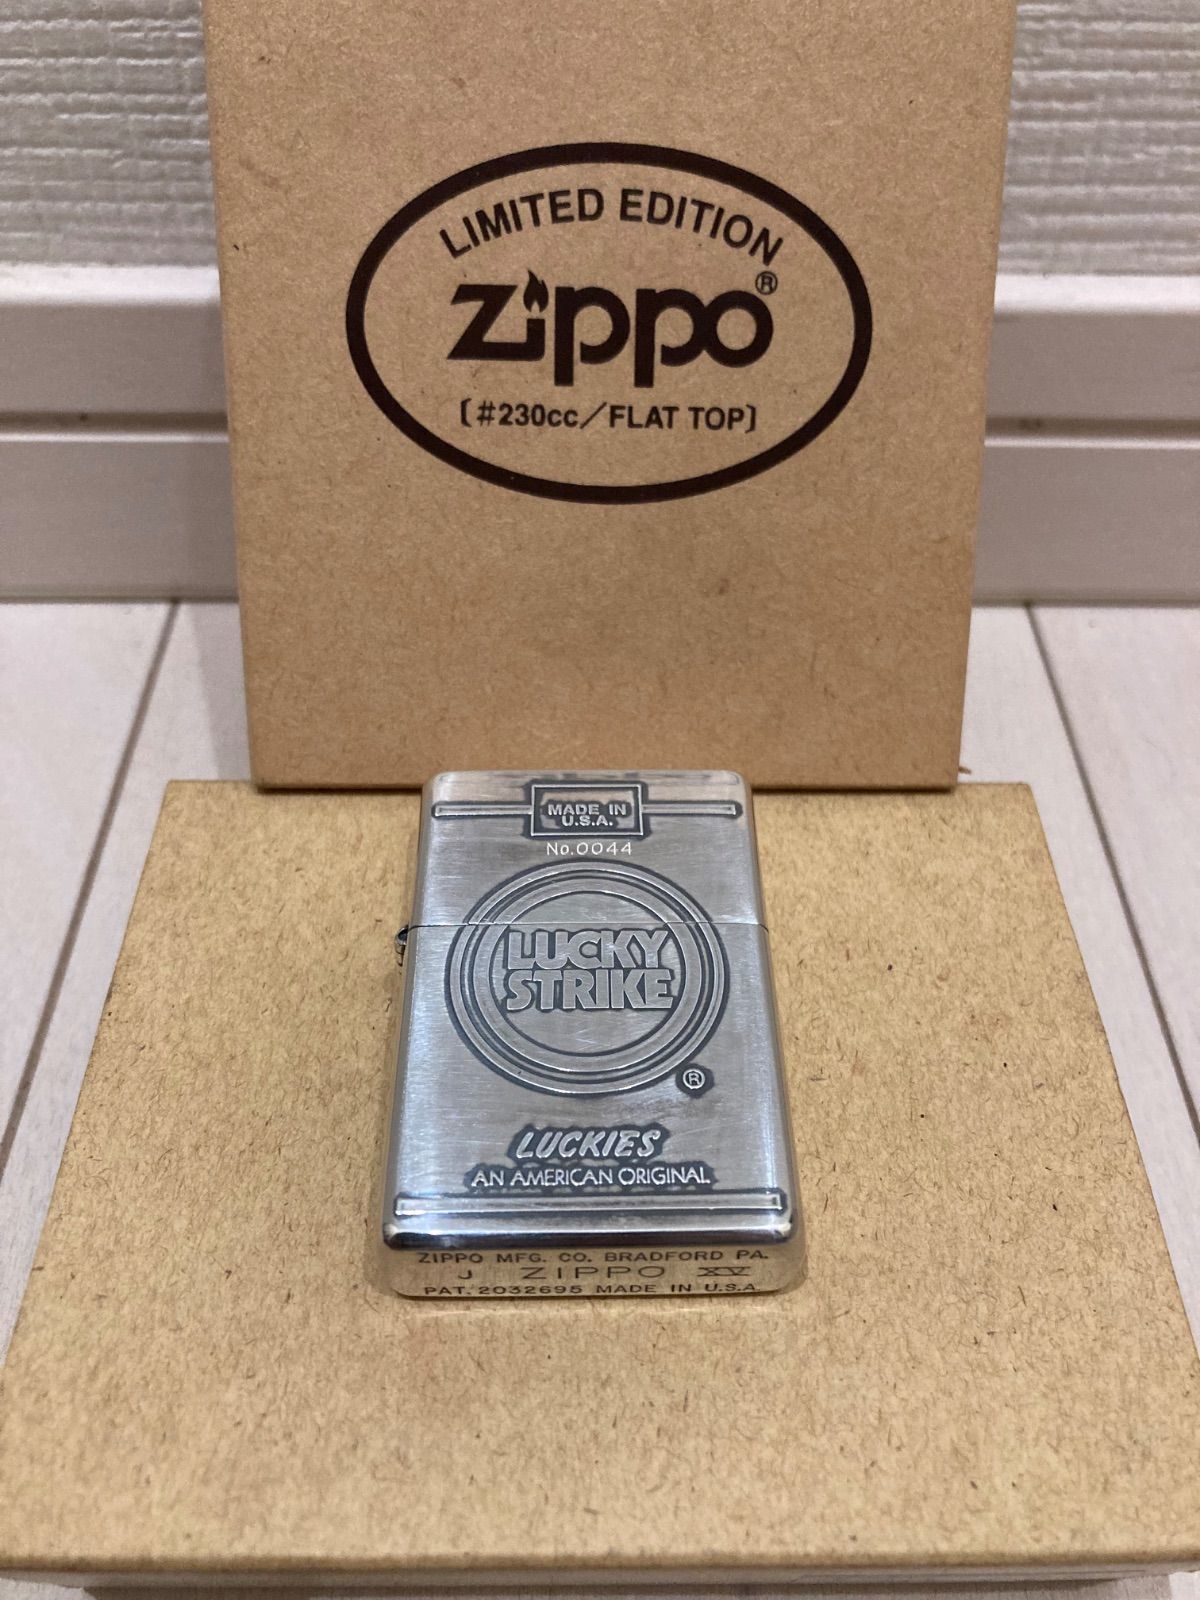 LIMITED EDITION
Zippo®
[#230cc/FLAT TOP]
MADE IN
U.S.A.
No.0044
LUCKY
STRIKE
®
LUCKIES
AN AMERICAN ORIGINAL
ZIPPO MFG. CO. BRADFORD PA.
J ZIPPO XV
PAT. 2032695 MADE IN U.S.A.